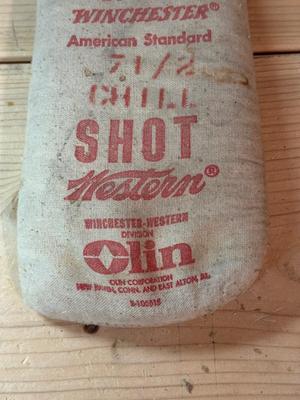 WINCHESTER®
American Standard
7 1/2
CHILL
SHOT
Western®
WINCHESTER-WESTERN
DIVISION
Olin
OLIN CORPORATION
NEW HAVEN, CONN. AND EAST ALTON, ILL.